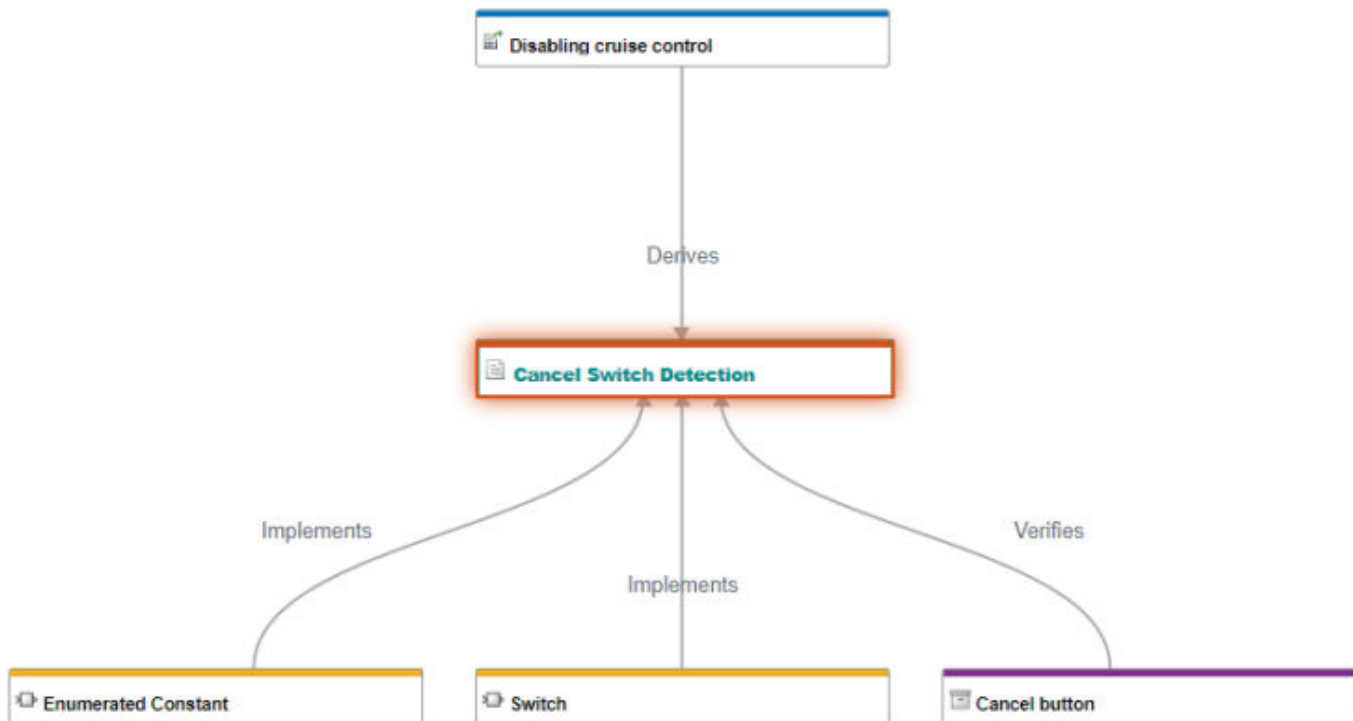 Disabling cruise control
Derives
Cancel Switch Detection
Implements
Verifies
Implements
Enumerated Constant
Switch
Cancel button